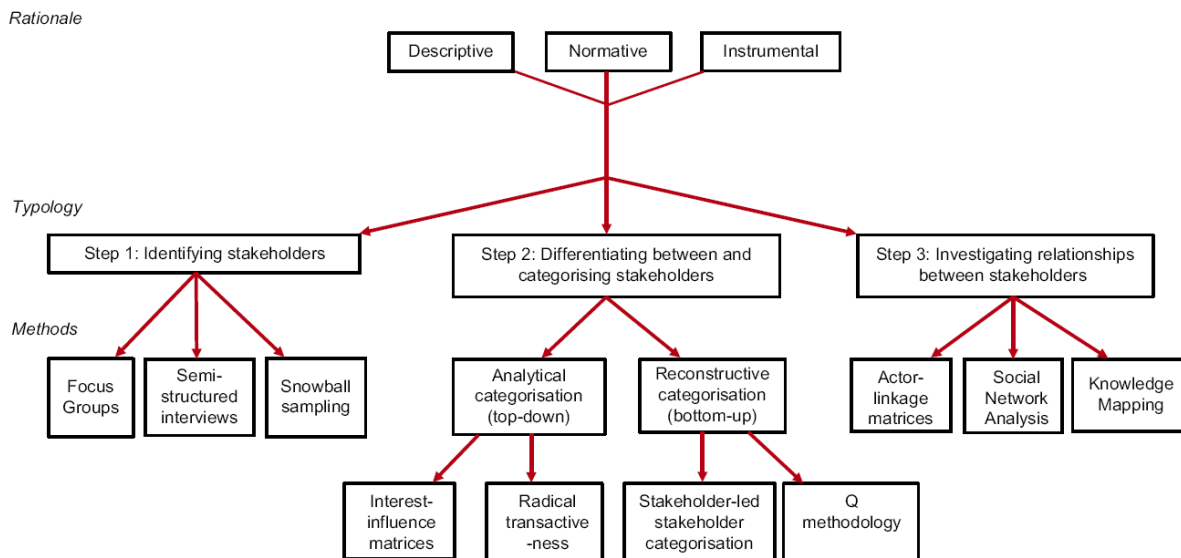 Rationale
Descriptive
Normative
Instrumental
Typology
Step 1: Identifying stakeholders
Step 2: Differentiating between and
categorising stakeholders
Step 3: Investigating relationships
between stakeholders
Methods
Focus
Groups
Semi-
structured
interviews
Snowball
sampling
Analytical
categorisation
(top-down)
Reconstructive
categorisation
(bottom-up)
Actor-
linkage
matrices
Social
Network
Analysis
Knowledge
Mapping
Interest-
influence
matrices
Radical
transactive
-ness
Stakeholder-led
stakeholder
categorisation
Q
methodology